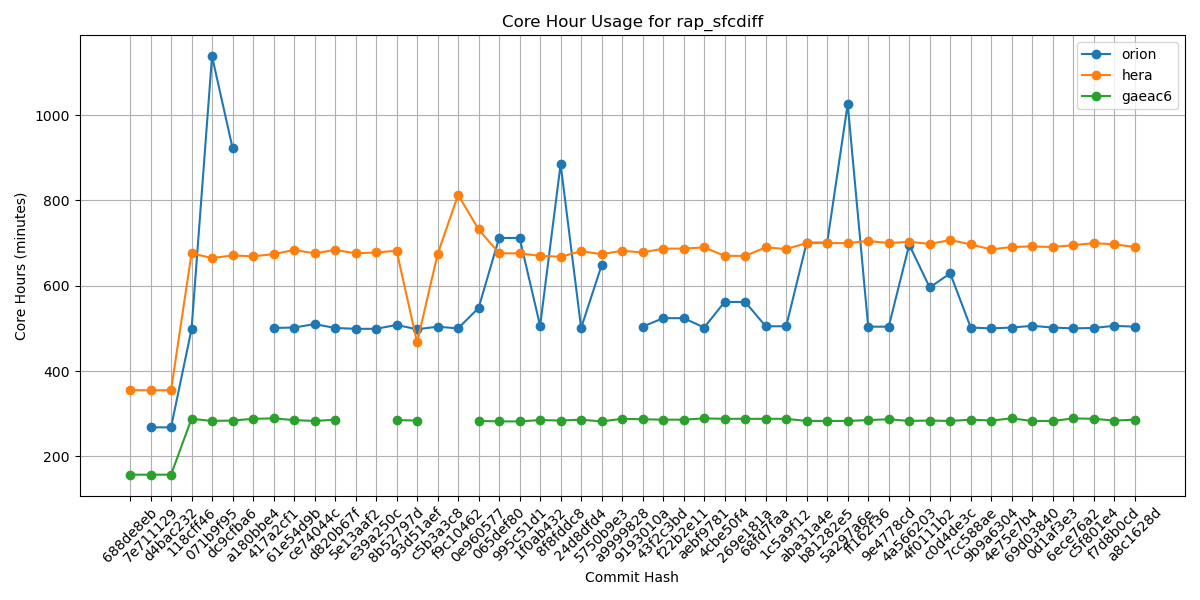 Core Hour Usage for rap_sfcdiff
orion
hera
gaeac6
Core Hours (minutes)
1000
800
600
400
200
688de8eb
7e711129
d4bac232
118cff46
071b9f95
dc9cfba6
a180bbe4
417a2cf1
61e54d9b
ce74044c
d820b67f
5e13aaf2
e39a250c
8b52797d
93d51aef
c5b3a3c8
f9c10462
0e960577
065def80
995c51d1
1f0ab432
8f8fddc8
24d8dfd4
5750b9e3
a9999828
9193010a
43f2c3bd
f22b2e11
aebf9781
4cbe50f4
269e181a
68fd7faa
1c5a9f12
aba31a4e
b81282e5
5a297a6e
ff162f36
9e4778cd
4a566203
4f0111b2
c0d4de3c
7cc588ae
9b9a6304
4e75e7b4
69d03840
0d1af3e3
6ece76a2
c5f801e4
f7d8b0cd
a8c1628d
Commit Hash